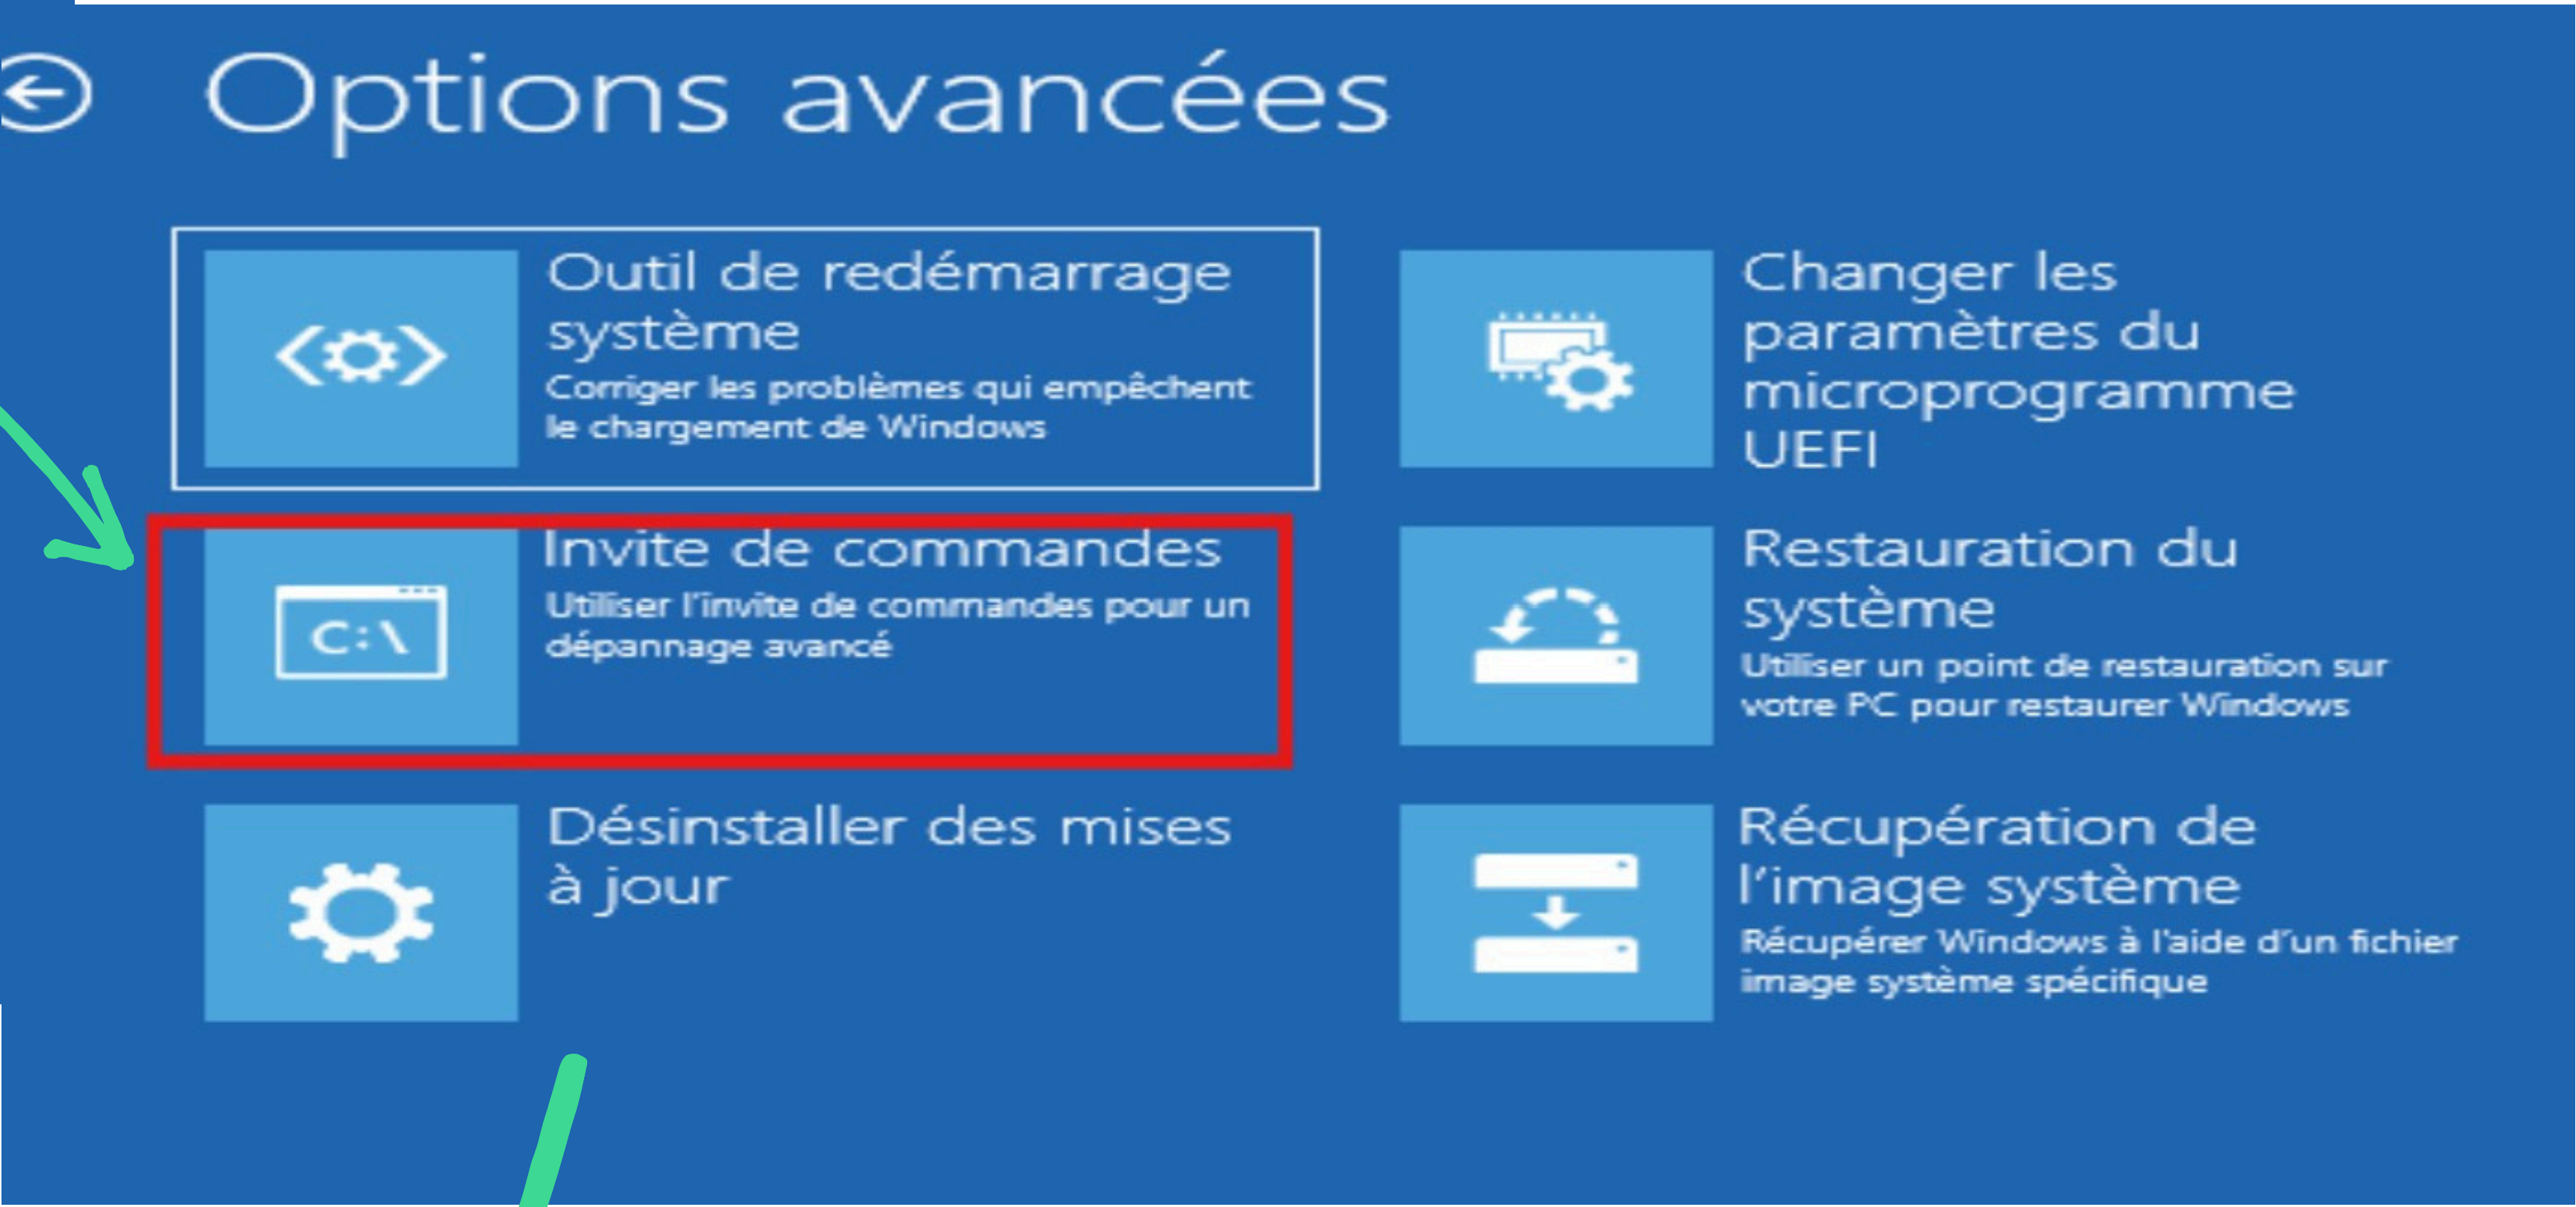 Options avancées
Outil de redémarrage
système
Corriger les problèmes qui empêchent
le chargement de Windows
Invite de commandes
Utiliser l'invite de commandes pour un
dépannage avancé
C:\
Désinstaller des mises
à jour
Changer les
paramètres du
microprogramme
UEFI
Restauration du
système
Utiliser un point de restauration sur
votre PC pour restaurer Windows
Récupération de
l'image système
Récupérer Windows à l'aide d'un fichier
image système spécifique